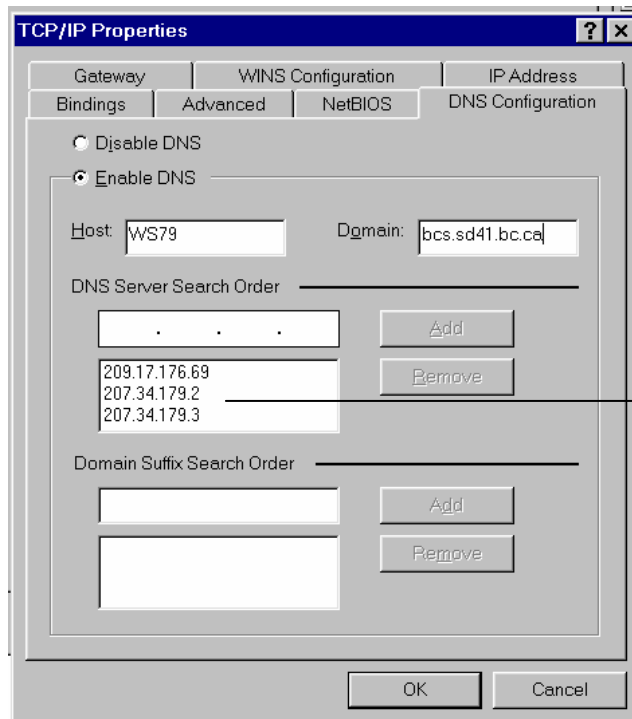 TCP/IP Properties
? X
Gateway WINS Configuration IP Address
Bindings Advanced NetBIOS DNS Configuration
Disable DNS
Enable DNS
Host: WS79 Domain: bcs.sd41.bc.ca
DNS Server Search Order
. . . Add
209.17.176.69 Remove
207.34.179.2
207.34.179.3
Domain Suffix Search Order
Add
Remove
OK Cancel